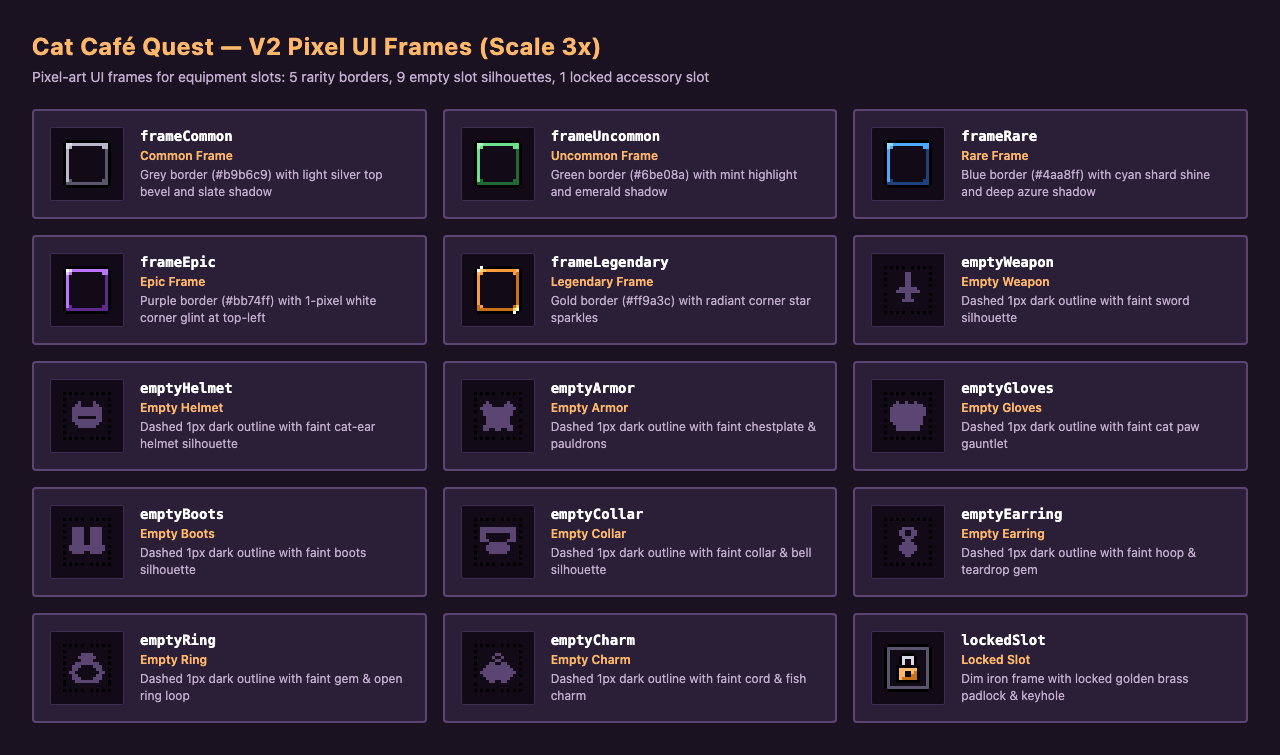 Cat Café Quest — V2 Pixel UI Frames (Scale 3x)
Pixel-art UI frames for equipment slots: 5 rarity borders, 9 empty slot silhouettes, 1 locked accessory slot
frameCommon
Common Frame
Grey border (#b9b6c9) with light silver top
bevel and slate shadow
frameUncommon
Uncommon Frame
Green border (#6be08a) with mint highlight
and emerald shadow
frameRare
Rare Frame
Blue border (#4aa8ff) with cyan shard shine
and deep azure shadow
frameEpic
Epic Frame
Purple border (#bb74ff) with 1-pixel white
corner glint at top-left
frameLegendary
Legendary Frame
Gold border (#ff9a3c) with radiant corner star
sparkles
emptyWeapon
Empty Weapon
Dashed 1px dark outline with faint sword
silhouette
emptyHelmet
Empty Helmet
Dashed 1px dark outline with faint cat-ear
helmet silhouette
emptyArmor
Empty Armor
Dashed 1px dark outline with faint chestplate &
pauldrons
emptyGloves
Empty Gloves
Dashed 1px dark outline with faint cat paw
gauntlet
emptyBoots
Empty Boots
Dashed 1px dark outline with faint boots
silhouette
emptyCollar
Empty Collar
Dashed 1px dark outline with faint collar & bell
silhouette
emptyEarring
Empty Earring
Dashed 1px dark outline with faint hoop &
teardrop gem
emptyRing
Empty Ring
Dashed 1px dark outline with faint gem & open
ring loop
emptyCharm
Empty Charm
Dashed 1px dark outline with faint cord & fish
charm
lockedSlot
Locked Slot
Dim iron frame with locked golden brass
padlock & keyhole